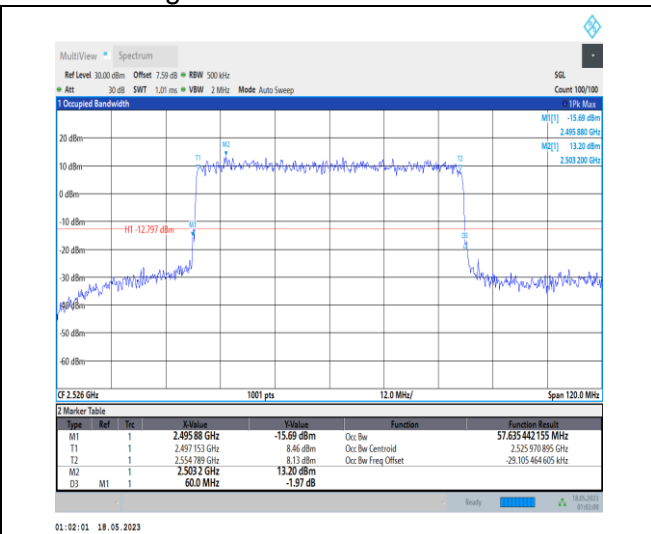 MultiView Spectrum
Ref Level 30.00 dBm Offset 7.59 dB RBW 500 kHz SGL
Att 30 dB SWT 1.01 ms VBW 2 MHz Mode Auto Sweep Count 100/100
1 Occupied Bandwidth 1Pk Max
M1[1] -15.69 dBm
2.495 880 GHz
20 dBm M2 M2[1] 13.20 dBm
T1 T2 2.503 200 GHz
10 dBm
0 dBm
-10 dBm
H1 -12.797 dBm M1
D3
-20 dBm
-30 dBm
-40 dBm
-50 dBm
-60 dBm
CF 2.526 GHz 1001 pts 12.0 MHz/ Span 120.0 MHz
2 Marker Table
Type Ref Trc X-Value Y-Value Function Function Result
M1 1 2.495 88 GHz -15.69 dBm Occ Bw 57.635 442 155 MHz
T1 1 2.497 153 GHz 8.46 dBm Occ Bw Centroid 2.525 970 895 GHz
T2 1 2.554 789 GHz 8.13 dBm Occ Bw Freq Offset -29.105 464 605 kHz
M2 1 2.503 2 GHz 13.20 dBm
D3 M1 1 60.0 MHz -1.97 dB
Ready 18.05.2023
01:02:00
01:02:01 18.05.2023